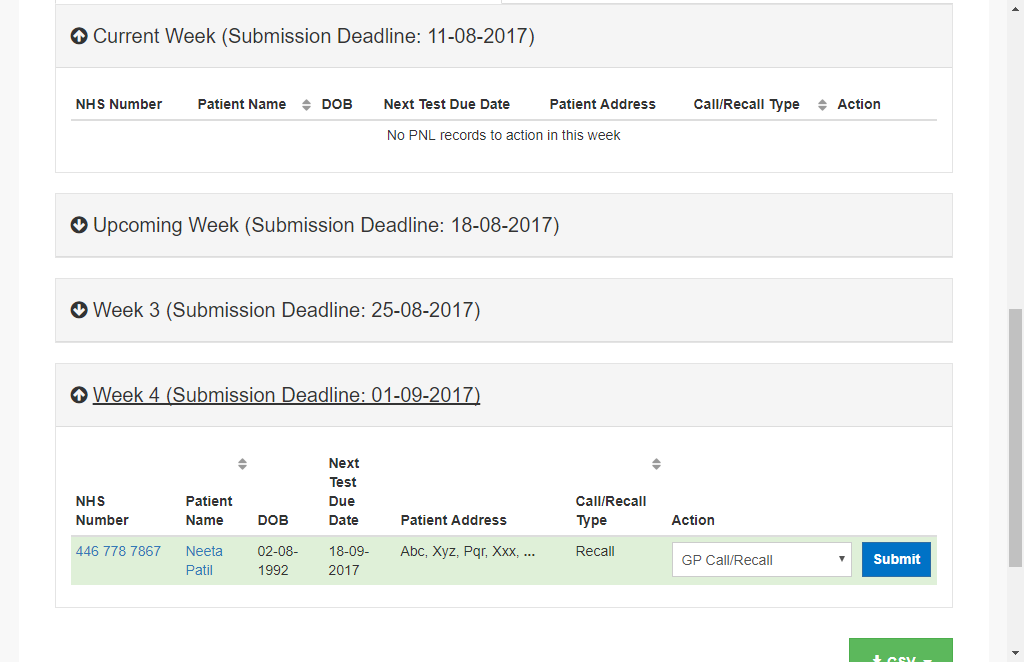 Current Week (Submission Deadline: 11-08-2017)
NHS Number Patient Name DOB Next Test Due Date Patient Address Call/Recall Type Action
No PNL records to action in this week
Upcoming Week (Submission Deadline: 18-08-2017)
Week 3 (Submission Deadline: 25-08-2017)
Week 4 (Submission Deadline: 01-09-2017)
NHS Number
Patient Name
DOB
Next Test Due Date
Patient Address
Call/Recall Type
Action
446 778 7867
Neeta Patil
02-08-1992
18-09-2017
Abc, Xyz, Pqr, Xxx, ...
Recall
GP Call/Recall
Submit
CSV